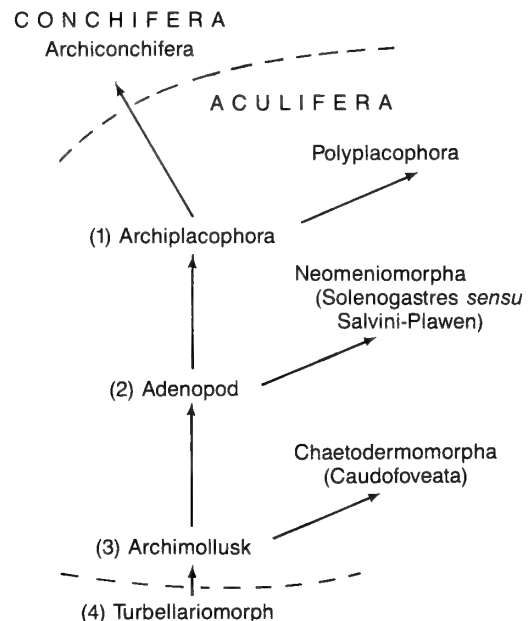 CONCHIFERA
Archiconchifera
ACULIFERA
Polyplacophora
(1) Archiplacophora
Neomeniomorpha
(Solenogastres sensu
Salvini-Plawen)
(2) Adenopod
Chaetodermomorpha
(Caudofoveata)
(3) Archimollusk
(4) Turbellariomorph